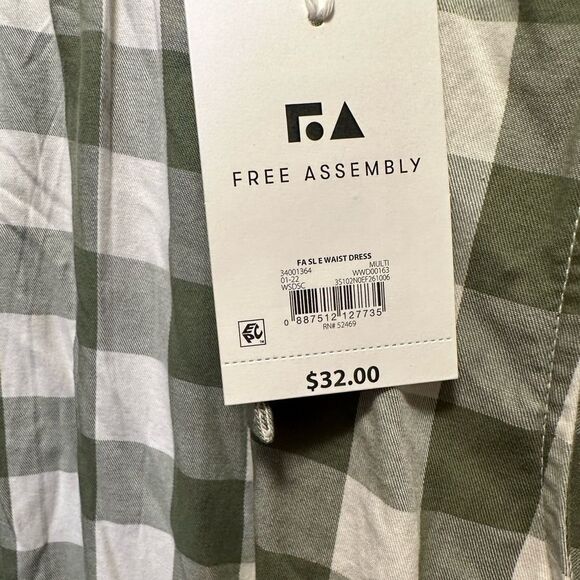 FREE ASSEMBLY
FA SL E WAIST DRESS
34001364 MULTI
01-22 WWD00163
WSDSC 35102N0EF261006
0 887512 127735
RN# 52469
EPC
$32.00